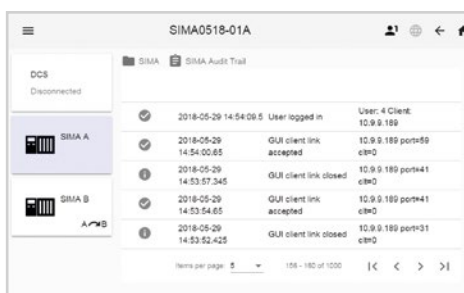 SIMA0518-01A
SIMA SIMA Audit Trail
DCS
Disconnected
SIMA A
SIMA B
A B
2018-05-29 14:54:09.5 User logged in User: 4 Client:
10.9.9.189
2018-05-29 GUI client link 10.9.9.189 port=59
14:54:00.65 accepted clt=0
2018-05-29 GUI client link closed 10.9.9.189 port=41
14:53:57.345 clt=0
2018-05-29 GUI client link 10.9.9.189 port=41
14:53:54.65 accepted clt=0
2018-05-29 GUI client link closed 10.9.9.189 port=31
14:53:52.425 clt=0
Items per page: 5 156 - 160 of 1000